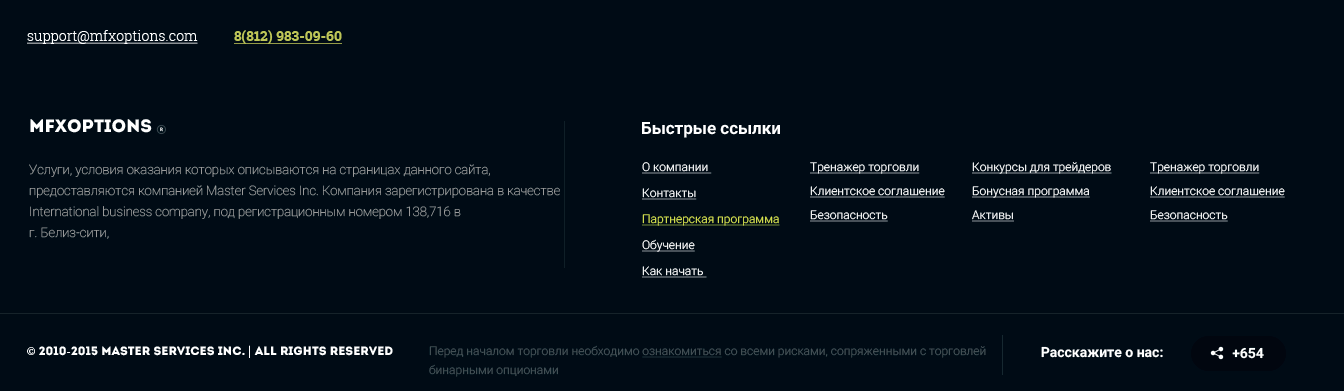 support@mfxoptions.com 8(812) 983-09-60
MFXOPTIONS ®
Услуги, условия оказания которых описываются на страницах данного сайта,
предоставляются компанией Master Services Inc. Компания зарегистрирована в качестве
International business company, под регистрационным номером 138,716 в
г. Белиз-сити,
Быстрые ссылки
О компании
Контакты
Партнерская программа
Обучение
Как начать
Тренажер торговли
Клиентское соглашение
Безопасность
Конкурсы для трейдеров
Бонусная программа
Активы
Тренажер торговли
Клиентское соглашение
Безопасность
© 2010-2015 MASTER SERVICES INC. | ALL RIGHTS RESERVED
Перед началом торговли необходимо ознакомиться со всеми рисками, сопряженными с торговлей
бинарными опционами
Расскажите о нас: +654